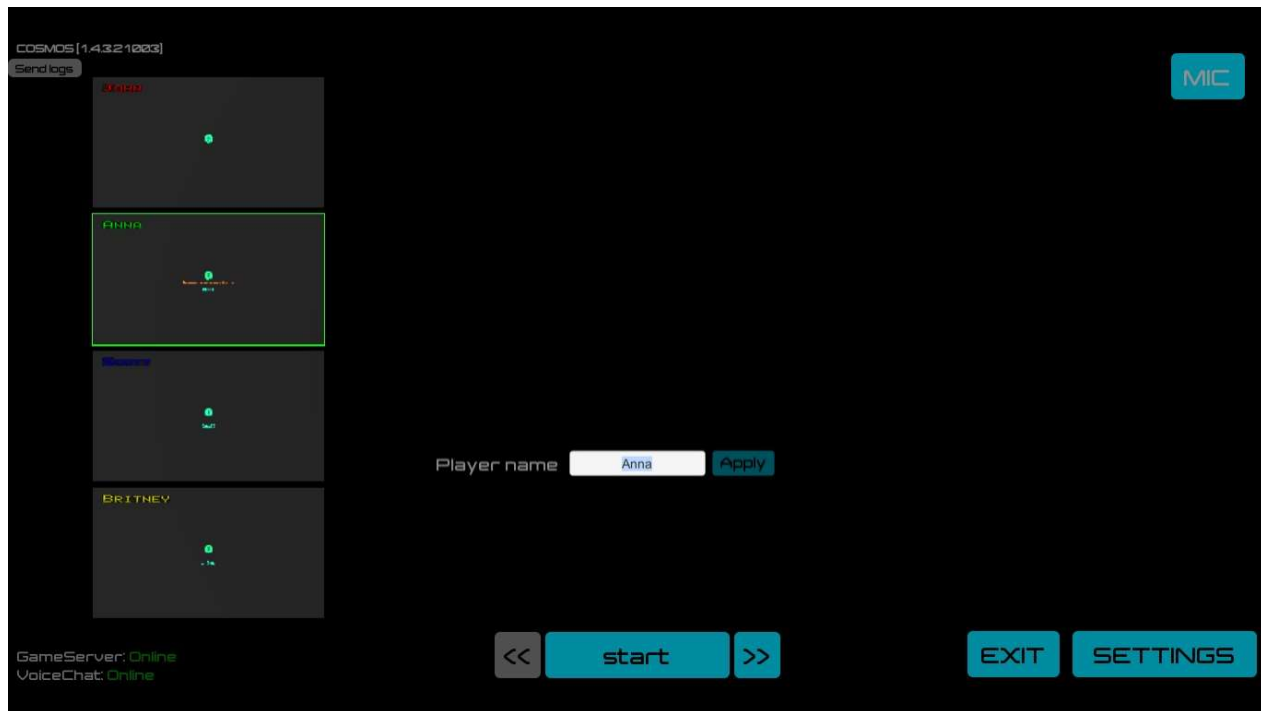 COSMOS [1.4.3.21003]
Send logs
MIC
ANNA
BRITNEY
Player name Anna Apply
GameServer: Online
VoiceChat: Online
<< start >>
EXIT SETTINGS